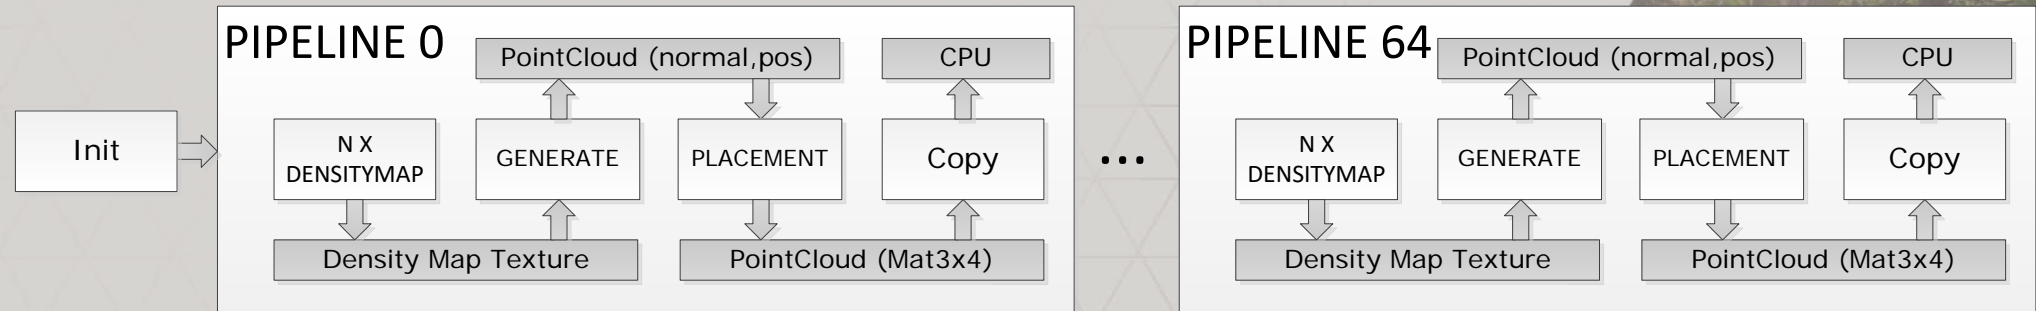 Init
PIPELINE 0
PointCloud (normal,pos)
CPU
N X
DENSITYMAP
GENERATE
PLACEMENT
Copy
Density Map Texture
PointCloud (Mat3x4)
...
PIPELINE 64
PointCloud (normal,pos)
CPU
N X
DENSITYMAP
GENERATE
PLACEMENT
Copy
Density Map Texture
PointCloud (Mat3x4)